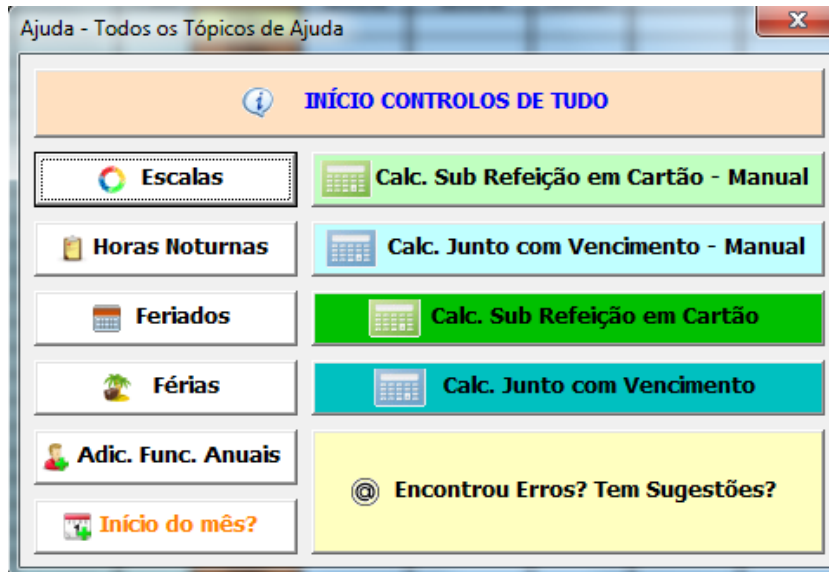 Ajuda - Todos os Tópicos de Ajuda
INÍCIO CONTROLOS DE TUDO
Escalas
Calc. Sub Refeição em Cartão - Manual
Horas Noturnas
Calc. Junto com Vencimento - Manual
Feriados
Calc. Sub Refeição em Cartão
Férias
Calc. Junto com Vencimento
Adic. Func. Anuais
@ Encontrou Erros? Tem Sugestões?
Início do mês?